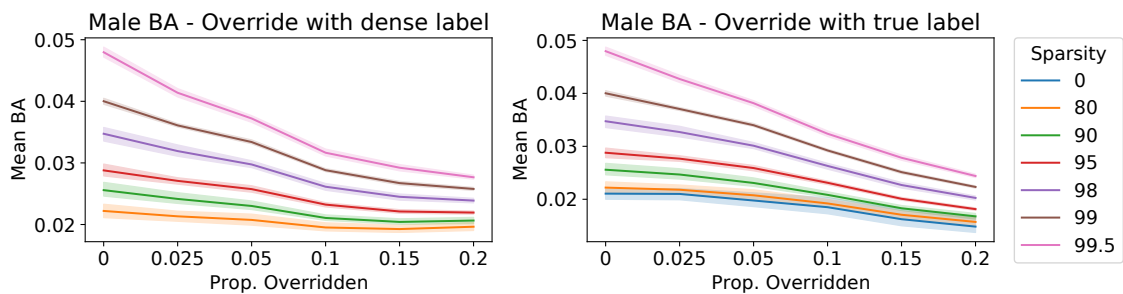 Male BA - Override with dense label
Mean BA
0.05
0.04
0.03
0.02
0 0.025 0.05 0.1 0.15 0.2
Prop. Overridden
Male BA - Override with true label
Mean BA
0.05
0.04
0.03
0.02
0 0.025 0.05 0.1 0.15 0.2
Prop. Overridden
Sparsity
0
80
90
95
98
99
99.5